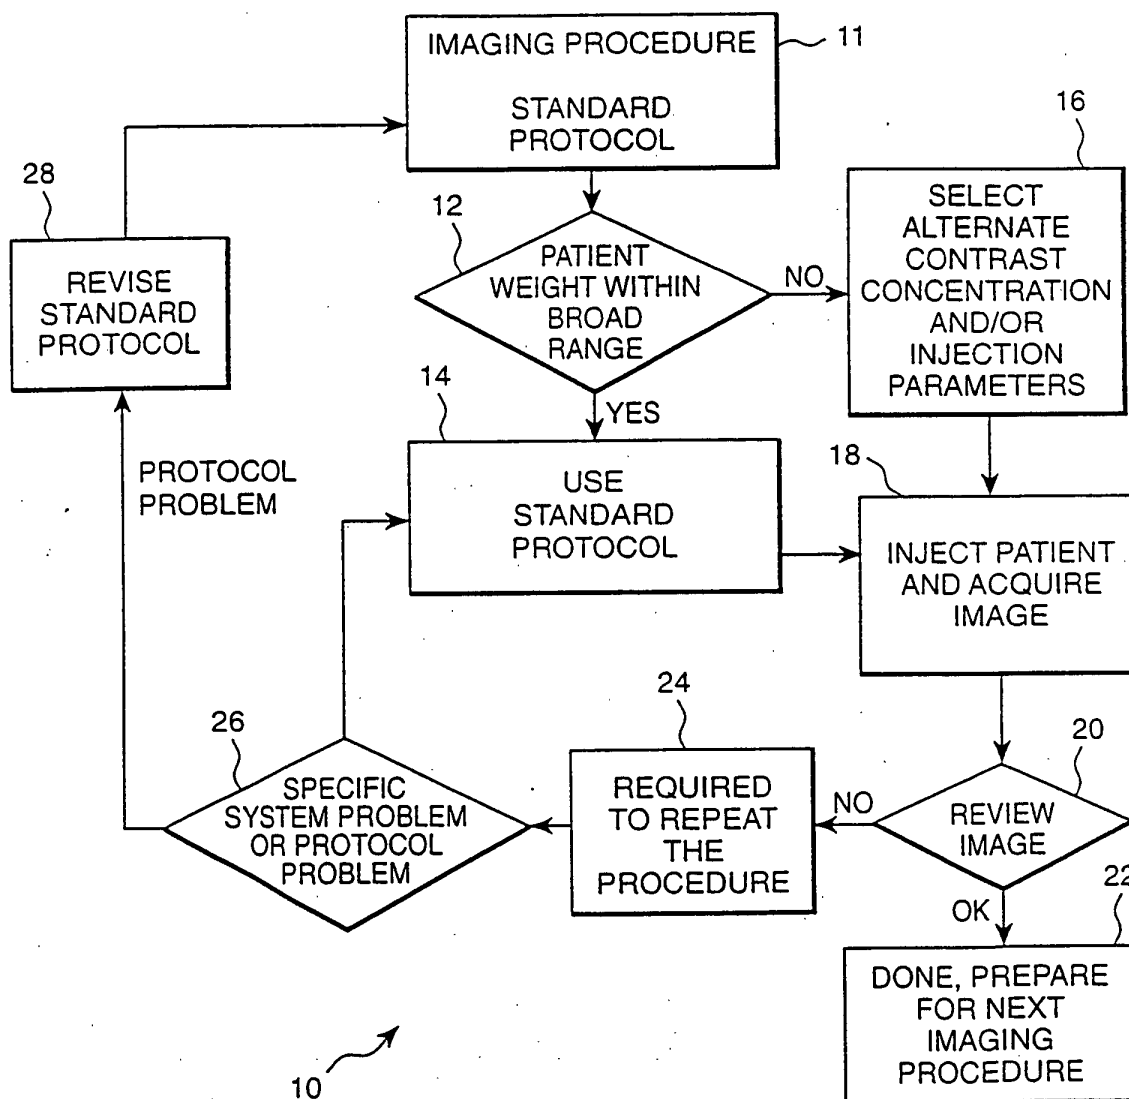 IMAGING PROCEDURE
STANDARD
PROTOCOL
11
16
SELECT
ALTERNATE
CONTRAST
CONCENTRATION
AND/OR
INJECTION
PARAMETERS
28
REVISE
STANDARD
PROTOCOL
12
PATIENT
WEIGHT WITHIN
BROAD
RANGE
NO
YES
14
USE
STANDARD
PROTOCOL
PROTOCOL
PROBLEM
18
INJECT PATIENT
AND ACQUIRE
IMAGE
26
SPECIFIC
SYSTEM PROBLEM
OR PROTOCOL
PROBLEM
24
REQUIRED
TO REPEAT
THE
PROCEDURE
NO
20
REVIEW
IMAGE
OK
22
DONE, PREPARE
FOR NEXT
IMAGING
PROCEDURE
10